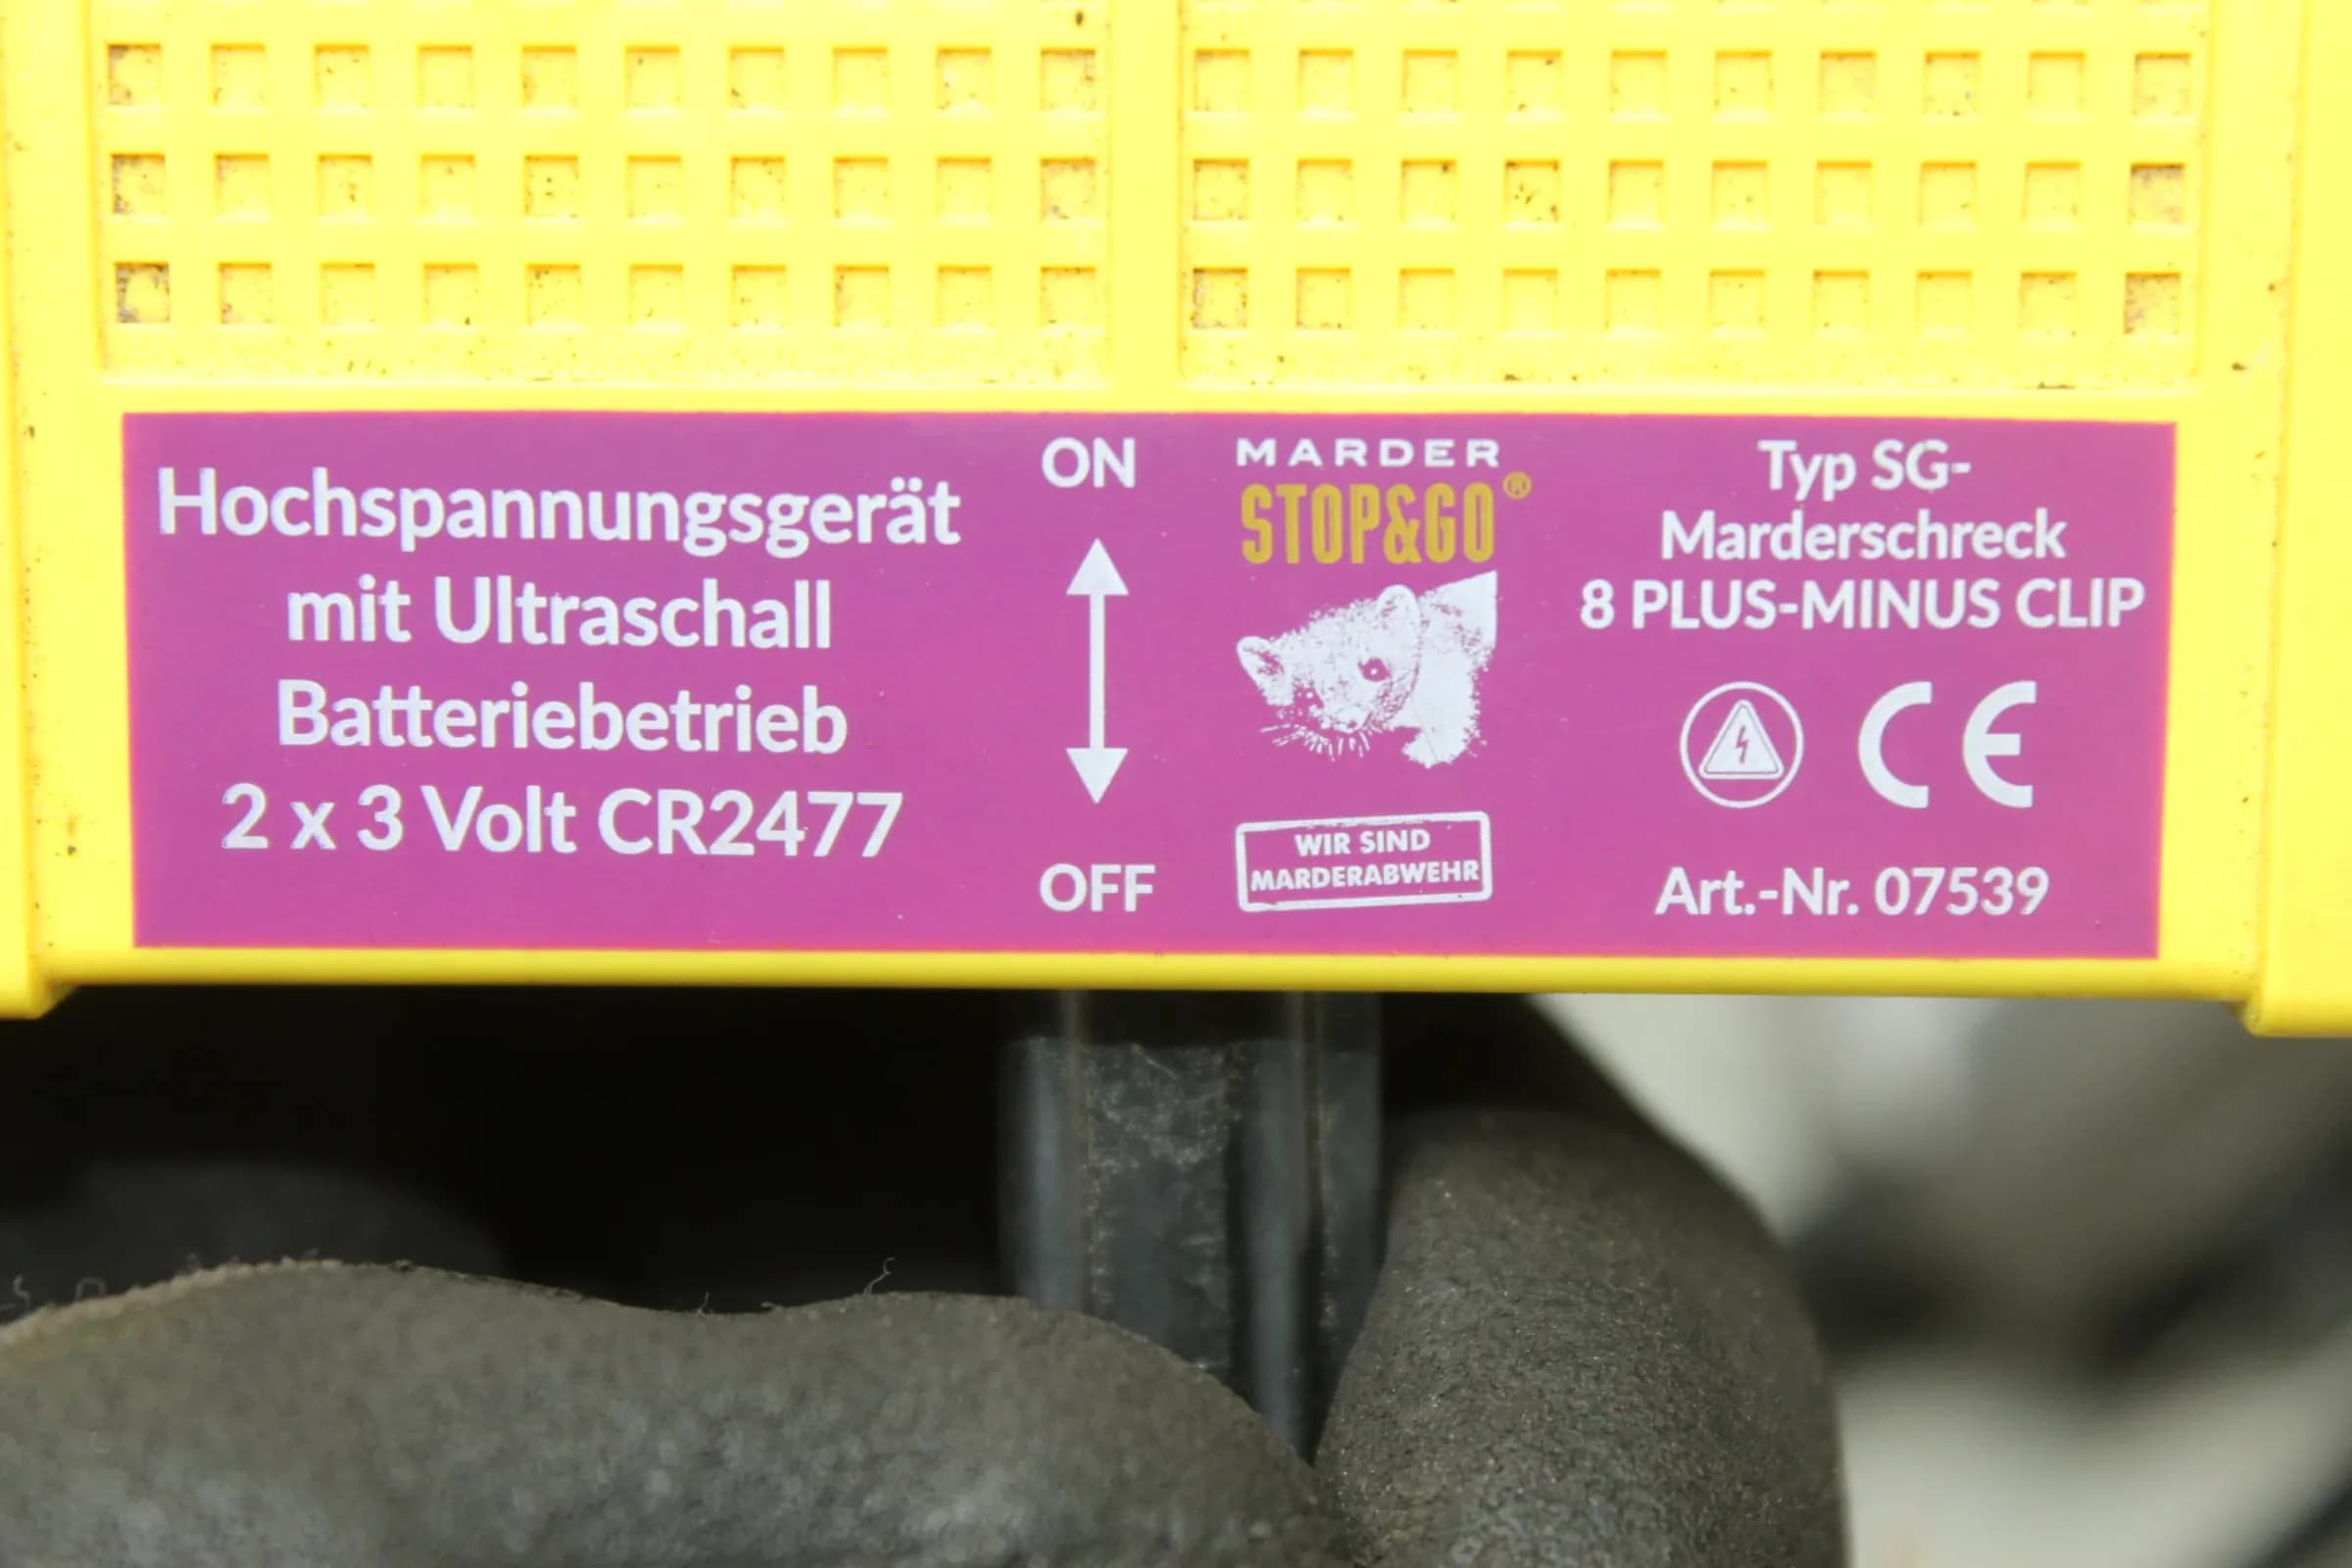 Hochspannungsgerät
mit Ultraschall
Batteriebetrieb
2 x 3 Volt CR2477
ON
OFF
MARDER
STOP&GO®
WIR SIND
MARDERABWEHR
Typ SG-
Marderschreck
8 PLUS-MINUS CLIP
CE
Art.-Nr. 07539